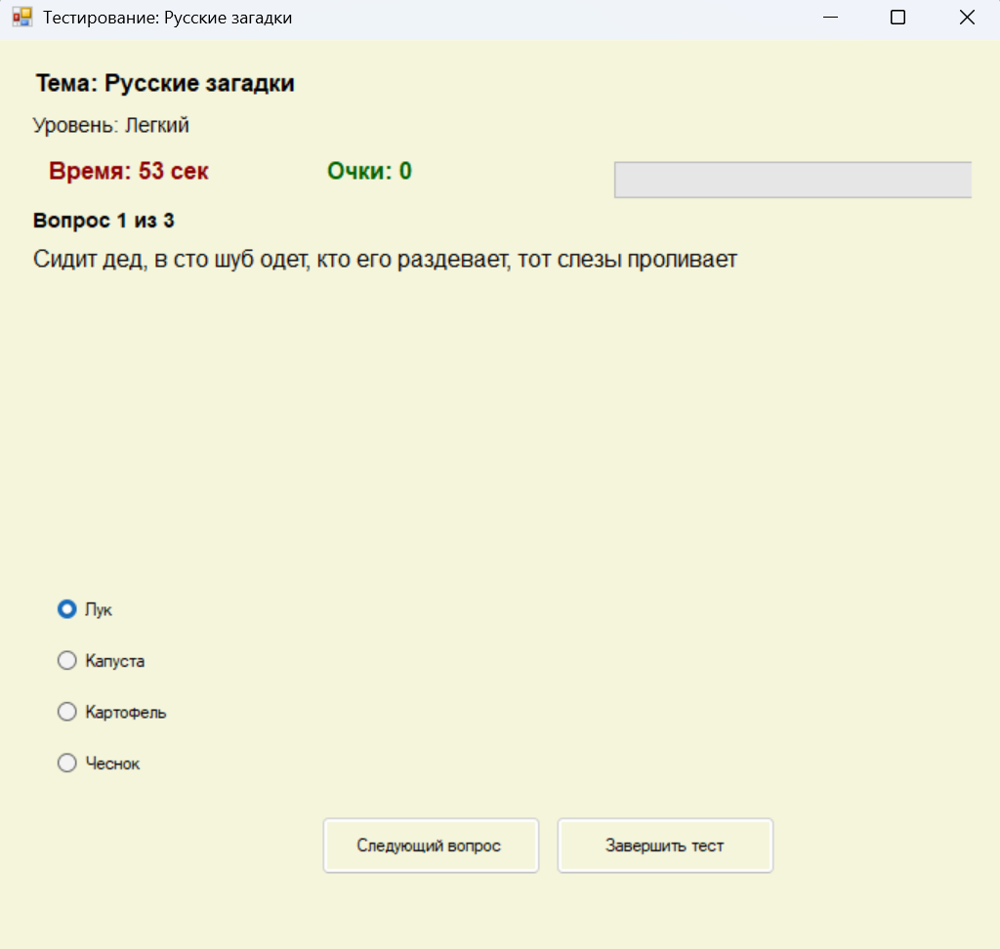 Тестирование: Русские загадки
Тема: Русские загадки
Уровень: Легкий
Время: 53 сек
Очки: 0
Вопрос 1 из 3
Сидит дед, в сто шуб одет, кто его раздевает, тот слезы проливает
Лук
Капуста
Картофель
Чеснок
Следующий вопрос
Завершить тест